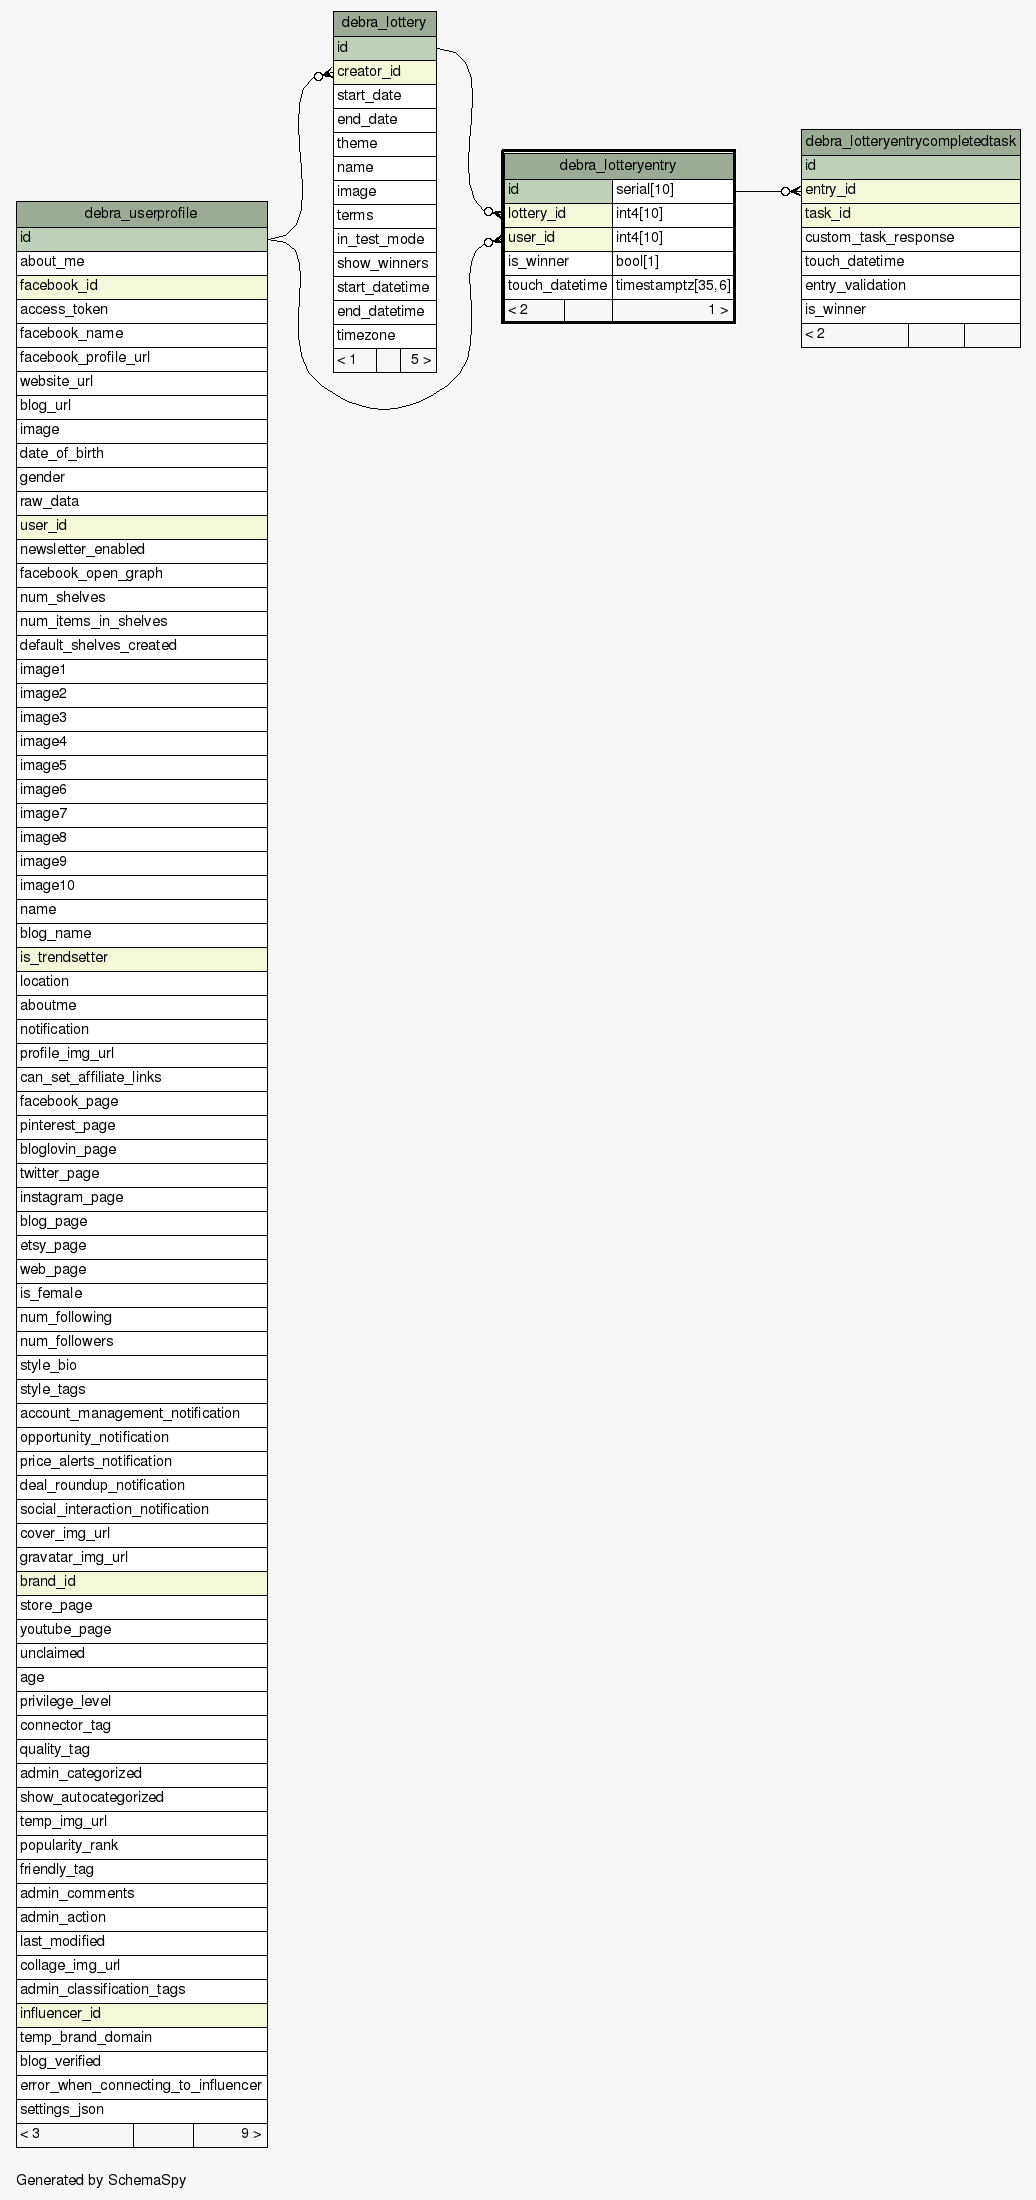 debra_lottery
id
creator_id
start_date
end_date
theme
name
image
terms
in_test_mode
show_winners
start_datetime
end_datetime
timezone
< 1 5 >
debra_lotteryentry
id serial[10]
lottery_id int4[10]
user_id int4[10]
is_winner bool[1]
touch_datetime timestamptz[35,6]
< 2 1 >
debra_lotteryentrycompletedtask
id
entry_id
task_id
custom_task_response
touch_datetime
entry_validation
is_winner
< 2
debra_userprofile
id
about_me
facebook_id
access_token
facebook_name
facebook_profile_url
website_url
blog_url
image
date_of_birth
gender
raw_data
user_id
newsletter_enabled
facebook_open_graph
num_shelves
num_items_in_shelves
default_shelves_created
image1
image2
image3
image4
image5
image6
image7
image8
image9
image10
name
blog_name
is_trendsetter
location
aboutme
notification
profile_img_url
can_set_affiliate_links
facebook_page
pinterest_page
bloglovin_page
twitter_page
instagram_page
blog_page
etsy_page
web_page
is_female
num_following
num_followers
style_bio
style_tags
account_management_notification
opportunity_notification
price_alerts_notification
deal_roundup_notification
social_interaction_notification
cover_img_url
gravatar_img_url
brand_id
store_page
youtube_page
unclaimed
age
privilege_level
connector_tag
quality_tag
admin_categorized
show_autocategorized
temp_img_url
popularity_rank
friendly_tag
admin_comments
admin_action
last_modified
collage_img_url
admin_classification_tags
influencer_id
temp_brand_domain
blog_verified
error_when_connecting_to_influencer
settings_json
< 3 9 >
Generated by SchemaSpy